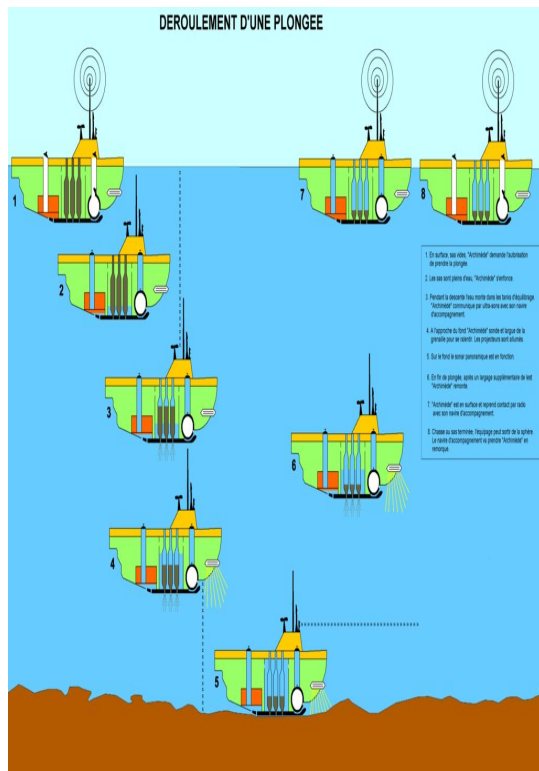 DEROULEMENT D'UNE PLONGEE
1
7
8
2
3
6
4
5
1. En surface, sas vides, "Archimède" demande l'autorisation
de prendre la plongée.
2. Les sas sont pleins d'eau, "Archimède" s'enfonce.
3. Pendant la descente l'eau monte dans les tanks d'équilibrage
"Archimède" communique par ultra-sons avec son navire
d'accompagnement.
4. A l'approche du fond "Archimède" sonde et largue de la
grenaille pour se ralentir. Les projecteurs sont allumés.
5. Sur le fond le sonar panoramique est en fonction.
6. En fin de plongée, après un largage supplémentaire de lest
"Archimède" remonte.
7. "Archimède" est en surface et reprend contact par radio
avec son navire d'accompagnement.
8. Chasse au sas terminée, l'équipage peut sortir de la sphère.
Le navire d'accompagnement va prendre "Archimède" en
remorque.